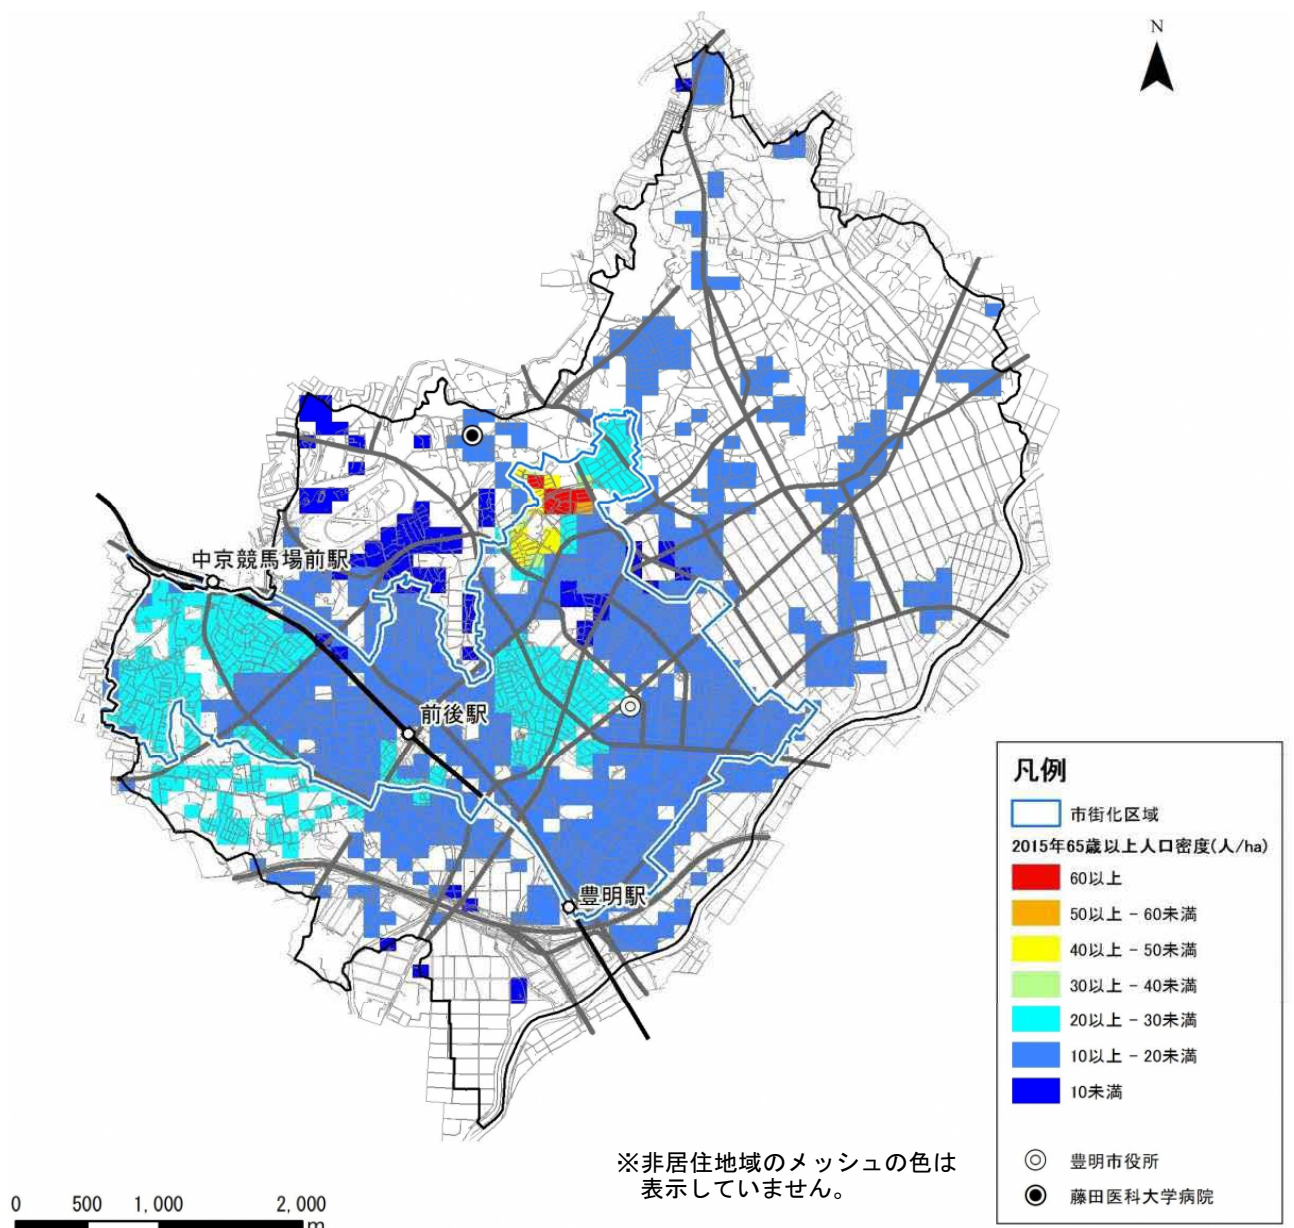 N
中京競馬場前駅
前後駅
豊明駅
凡例
市街化区域
2015年65歳以上人口密度(人/ha)
60以上
50以上 - 60未満
40以上 - 50未満
30以上 - 40未満
20以上 - 30未満
10以上 - 20未満
10未満
豊明市役所
藤田医科大学病院
※非居住地域のメッシュの色は
表示していません。
0 500 1,000 2,000
m